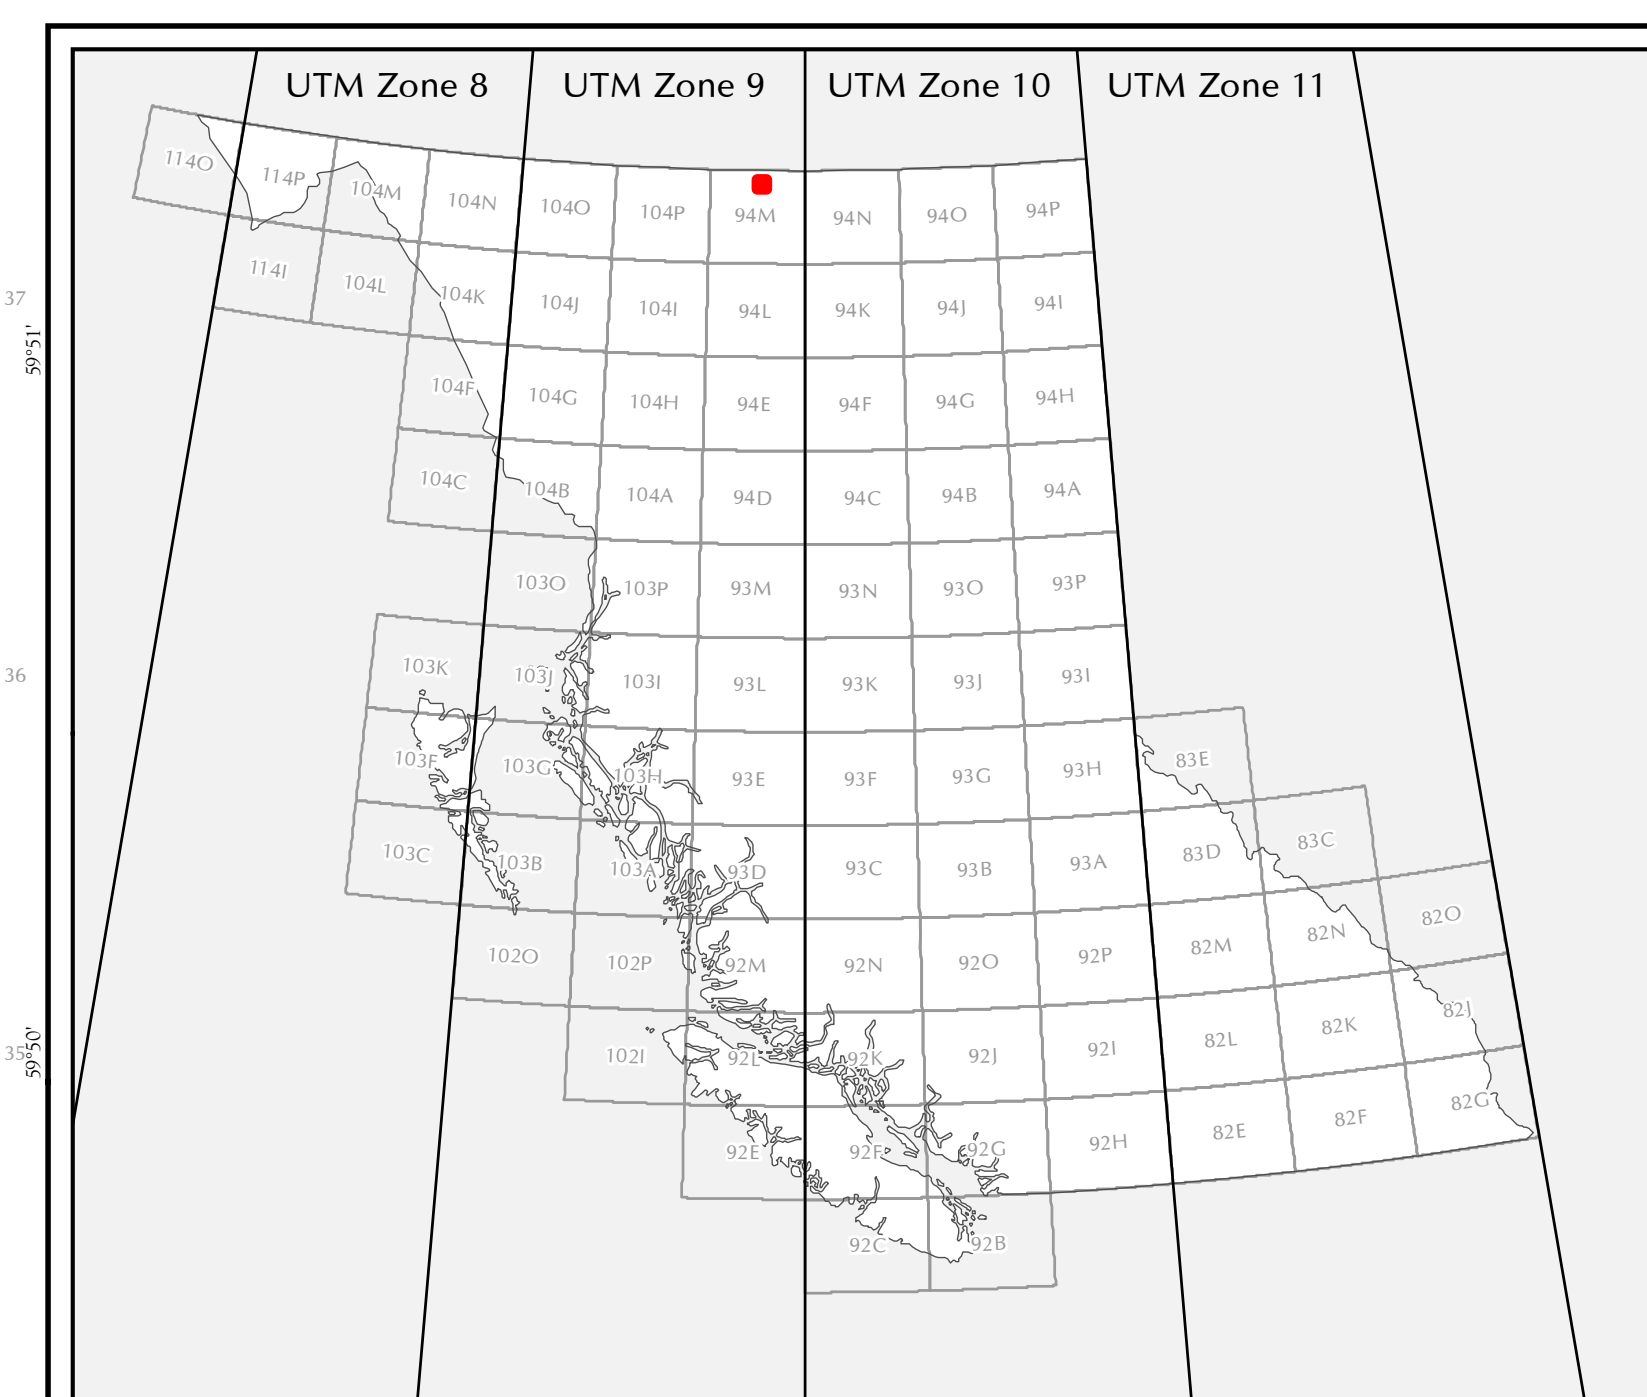 UTM Zone 8 UTM Zone 9 UTM Zone 10 UTM Zone 11
114O 114P 104M 104N 104O 104P 94M 94N 94O 94P
114I 104L 104K 104J 104I 94L 94K 94J 94I
37
59°51'
104F 104G 104H 94E 94F 94G 94H
104C 104B 104A 94D 94C 94B 94A
103O 103P 93M 93N 93O 93P
36
103K 103J 103I 93L 93K 93J 93I
103F 103G 103H 93E 93F 93G 93H 83E
103C 103B 103A 93D 93C 93B 93A 83D 83C
102O 102P 92M 92N 92O 92P 82M 82N 82O
35
59°50'
102I 92L 92K 92J 92I 82L 82K 82J
92E 92F 92G 92H 82E 82F 82G
92C 92B